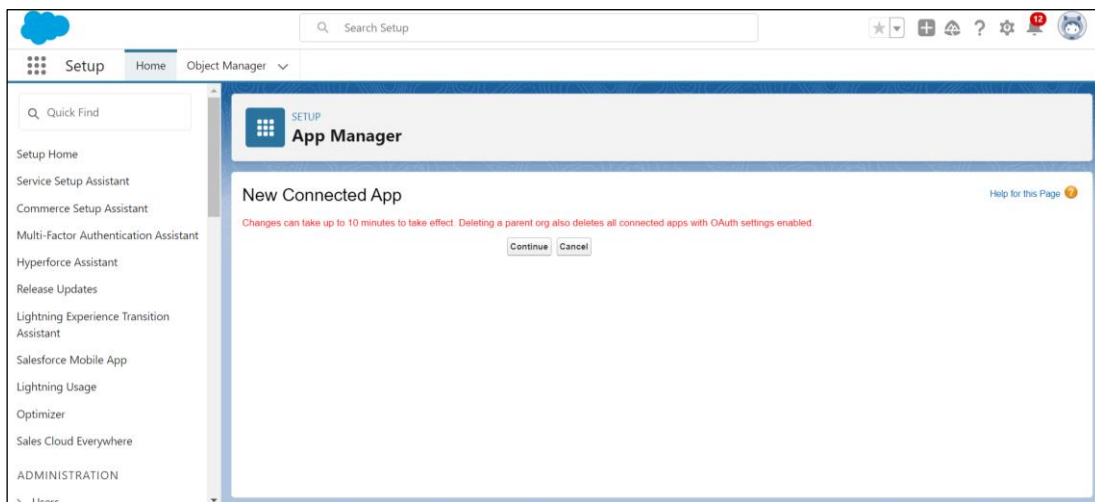 Search Setup
12
Setup
Home
Object Manager
Quick Find
Setup Home
Service Setup Assistant
Commerce Setup Assistant
Multi-Factor Authentication Assistant
Hyperforce Assistant
Release Updates
Lightning Experience Transition
Assistant
Salesforce Mobile App
Lightning Usage
Optimizer
Sales Cloud Everywhere
ADMINISTRATION
Users
SETUP
App Manager
New Connected App
Help for this Page
Changes can take up to 10 minutes to take effect. Deleting a parent org also deletes all connected apps with OAuth settings enabled.
Continue
Cancel